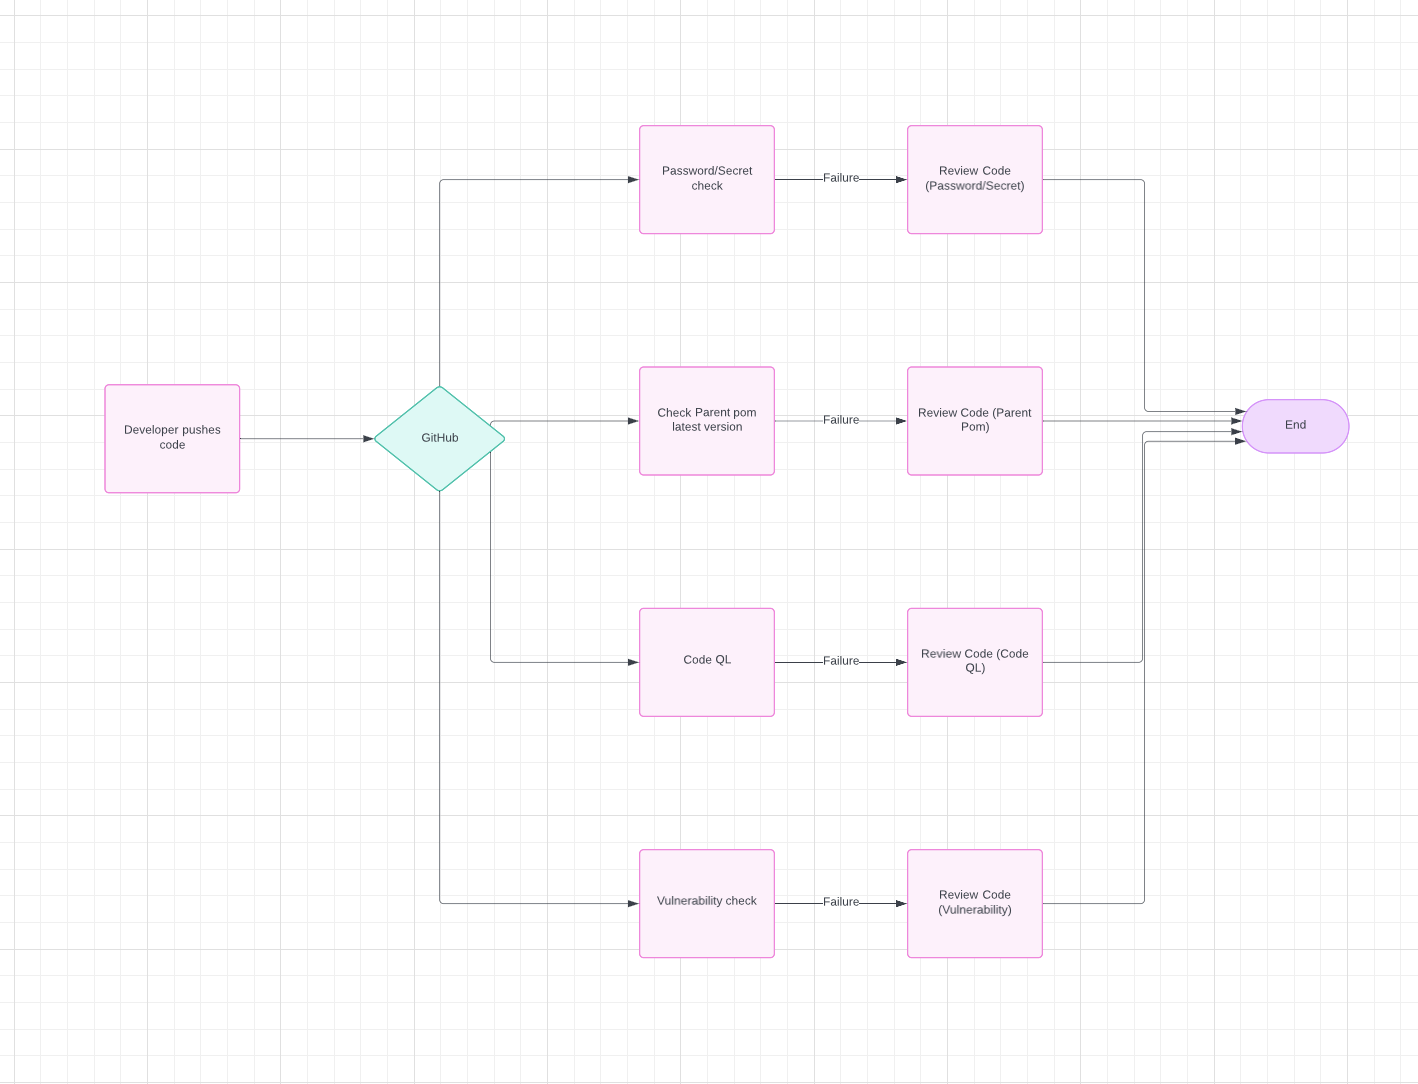 Password/Secret
check
Failure
Review Code
(Password/Secret)
Developer pushes
code
GitHub
Check Parent pom
latest version
Failure
Review Code (Parent
Pom)
End
Code QL
Failure
Review Code (Code
QL)
Vulnerability check
Failure
Review Code
(Vulnerability)